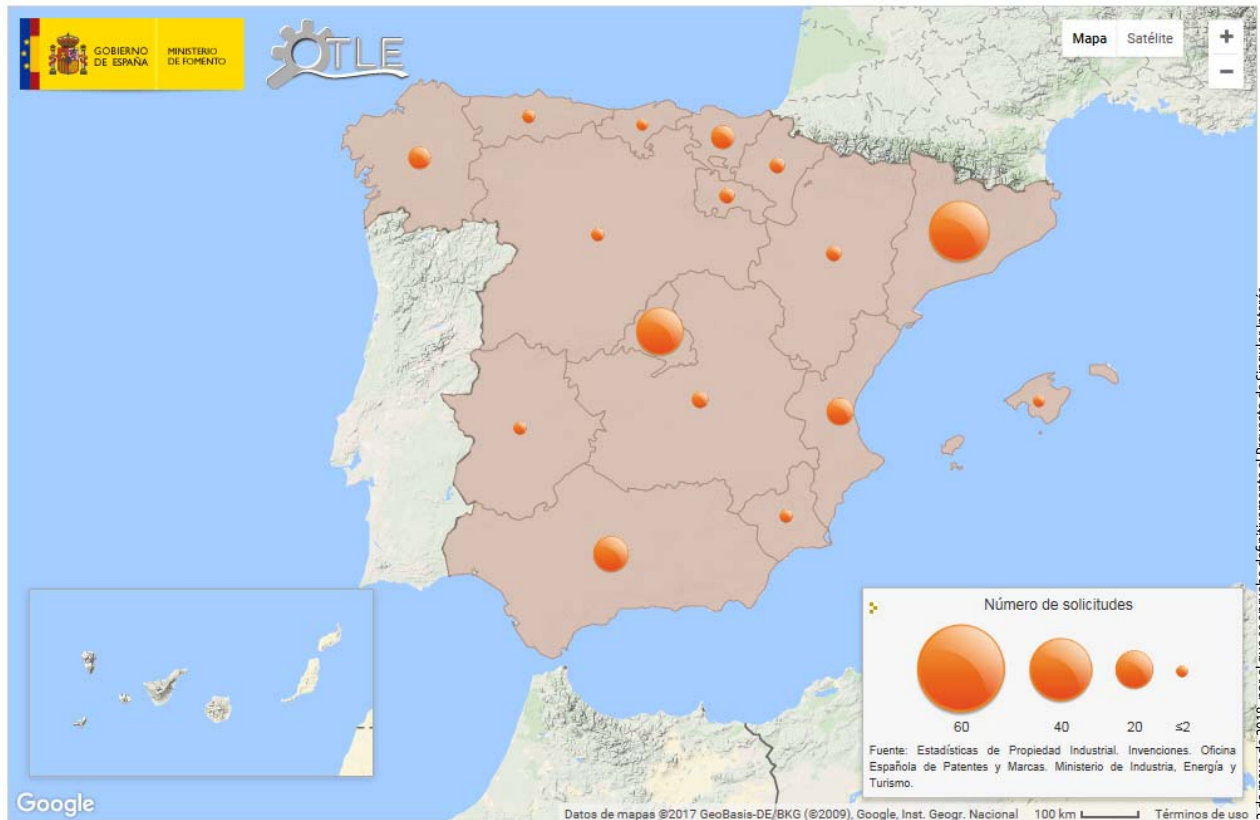 GOBIERNO
DE ESPAÑA
MINISTERIO
DE FOMENTO
OTLE
Mapa
Satélite
+
−
Número de solicitudes
60
40
20
≤2
Fuente: Estadísticas de Propiedad Industrial. Invenciones. Oficina
Española de Patentes y Marcas. Ministerio de Industria, Energía y
Turismo.
Google
Datos de mapas ©2017 GeoBasis-DE/BKG (©2009), Google, Inst. Geogr. Nacional
100 km
Términos de uso